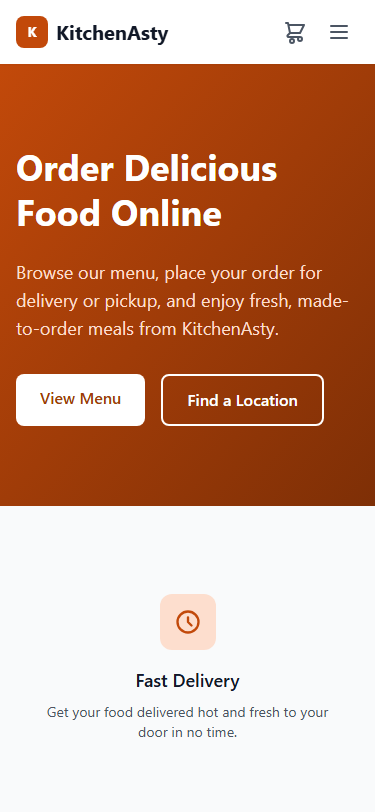 K KitchenAsty
Order Delicious
Food Online
Browse our menu, place your order for
delivery or pickup, and enjoy fresh, made-
to-order meals from KitchenAsty.
View Menu Find a Location
Fast Delivery
Get your food delivered hot and fresh to your
door in no time.